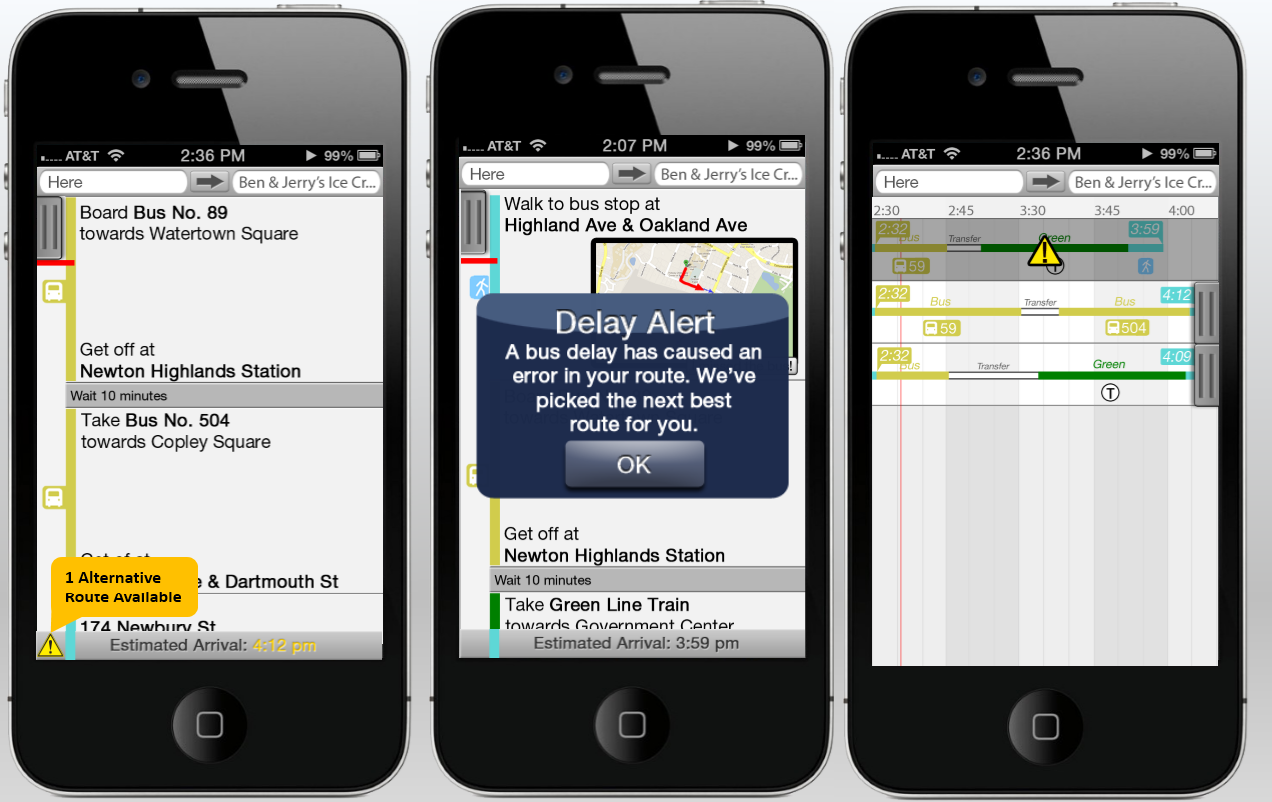 AT&T 2:36 PM 99%
Here Ben & Jerry's Ice Cr...
Board Bus No. 89
towards Watertown Square
Get off at
Newton Highlands Station
Wait 10 minutes
Take Bus No. 504
towards Copley Square
Get of at
e & Dartmouth St
1 Alternative
Route Available
174 Newbury St
Estimated Arrival: 4:12 pm
AT&T 2:07 PM 99%
Here Ben & Jerry's Ice Cr...
Walk to bus stop at
Highland Ave & Oakland Ave
Delay Alert
A bus delay has caused an
error in your route. We've
picked the next best
route for you.
OK
Get off at
Newton Highlands Station
Wait 10 minutes
Take Green Line Train
towards Government Center
Estimated Arrival: 3:59 pm
AT&T 2:36 PM 99%
Here Ben & Jerry's Ice Cr...
2:30 2:45 3:30 3:45 4:00
2:32 3:59
Bus Transfer Green
59 T
2:32 4:12
Bus Transfer Bus
59 504
2:32 4:09
Bus Transfer Green
T